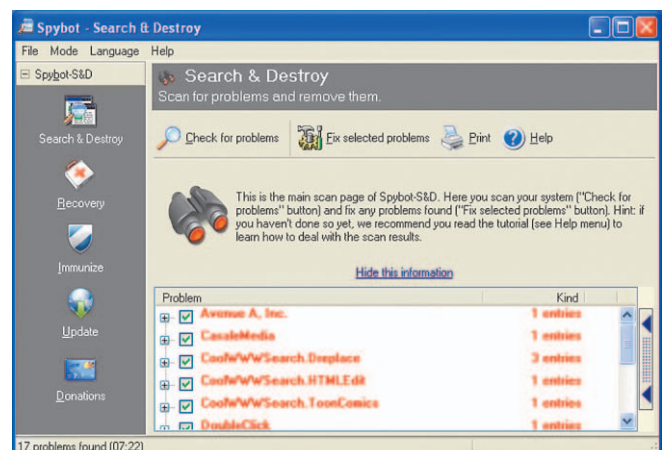 Spybot - Search & Destroy
File Mode Language Help
Spybot-S&D
Search & Destroy
Recovery
Immunize
Update
Donations
Search & Destroy
Scan for problems and remove them.
Check for problems Fix selected problems Print Help
This is the main scan page of Spybot-S&D. Here you scan your system ("Check for
problems" button) and fix any problems found ("Fix selected problems" button). Hint: if
you haven't done so yet, we recommend you read the tutorial (see Help menu) to
learn how to deal with the scan results.
Hide this information
Problem Kind
Avenue A, Inc. 1 entries
CasaleMedia 1 entries
CoolWWWSearch.Dreplace 3 entries
CoolWWWSearch.HTMLEdit 1 entries
CoolWWWSearch.ToonComics 1 entries
DoubleClick 1 entries
17 problems found (07:22)